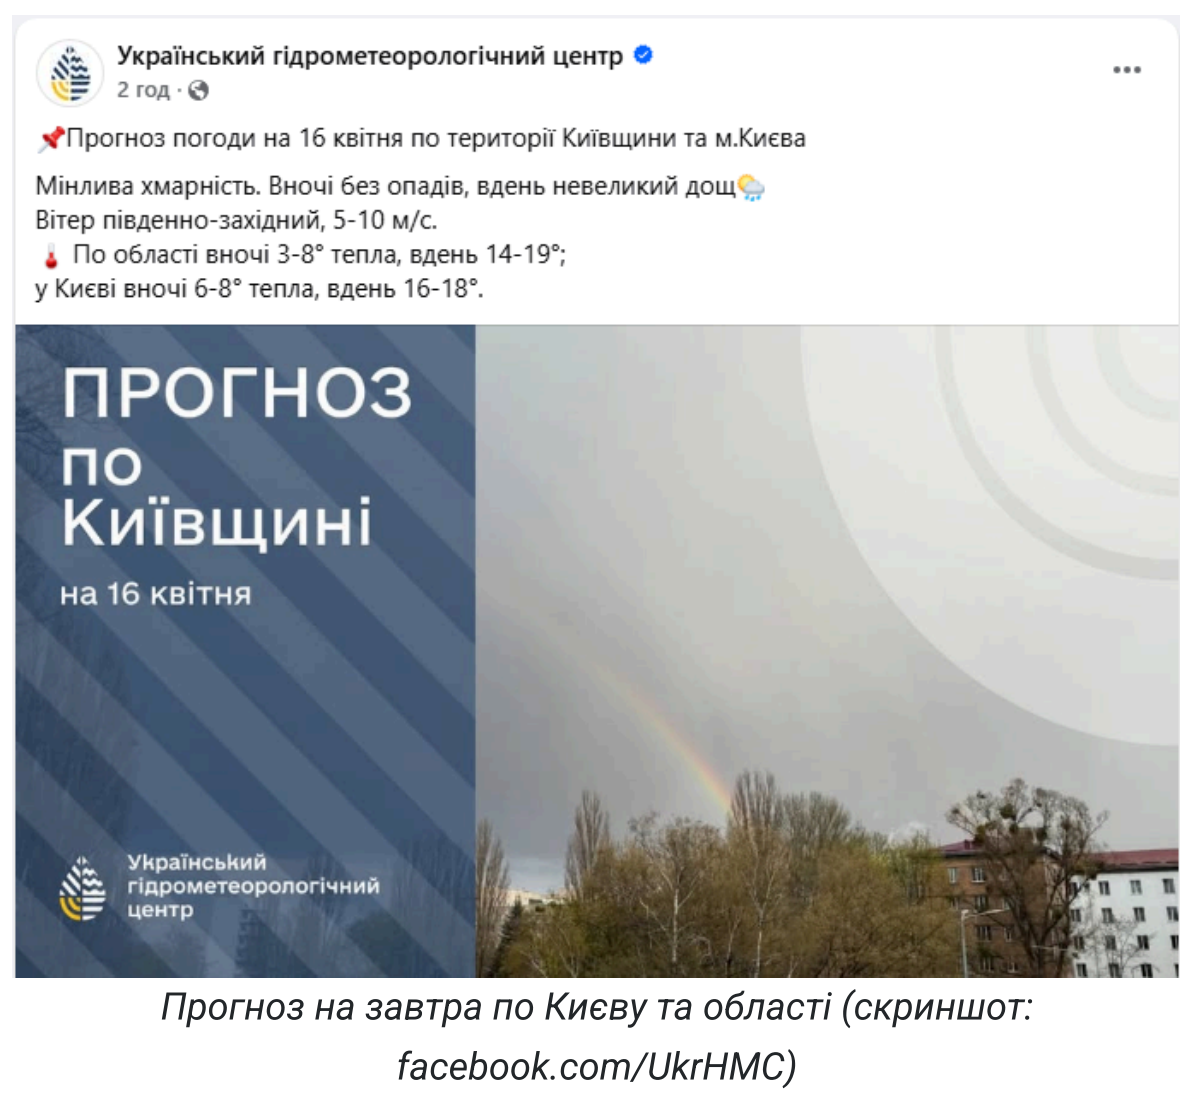 Український гідрометеорологічний центр
2 год ·
Прогноз погоди на 16 квітня по території Київщини та м.Києва
Мінлива хмарність. Вночі без опадів, вдень невеликий дощ
Вітер південно-західний, 5-10 м/с.
По області вночі 3-8° тепла, вдень 14-19°;
у Києві вночі 6-8° тепла, вдень 16-18°.
ПРОГНОЗ
по
Київщині
на 16 квітня
Український
гідрометеорологічний
центр
Прогноз на завтра по Києву та області (скриншот:
facebook.com/UkrHMC)